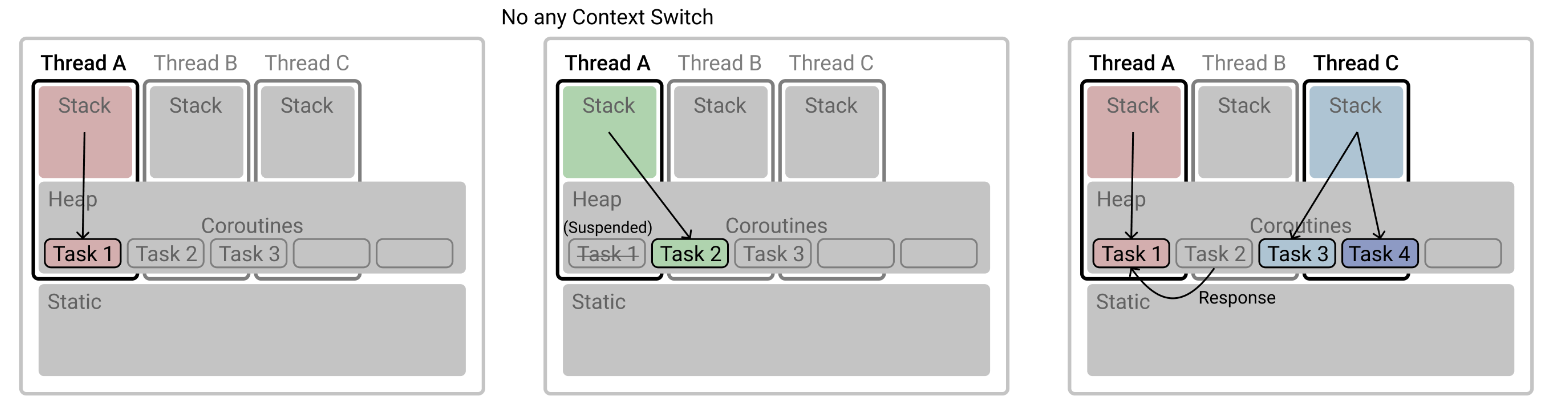 No any Context Switch
Thread A Thread B Thread C
Stack Stack Stack
Heap
Coroutines
Task 1 Task 2 Task 3
Static
Thread A Thread B Thread C
Stack Stack Stack
Heap
(Suspended) Coroutines
Task 1 Task 2 Task 3
Static
Thread A Thread B Thread C
Stack Stack Stack
Heap
Coroutines
Task 1 Task 2 Task 3 Task 4
Static Response